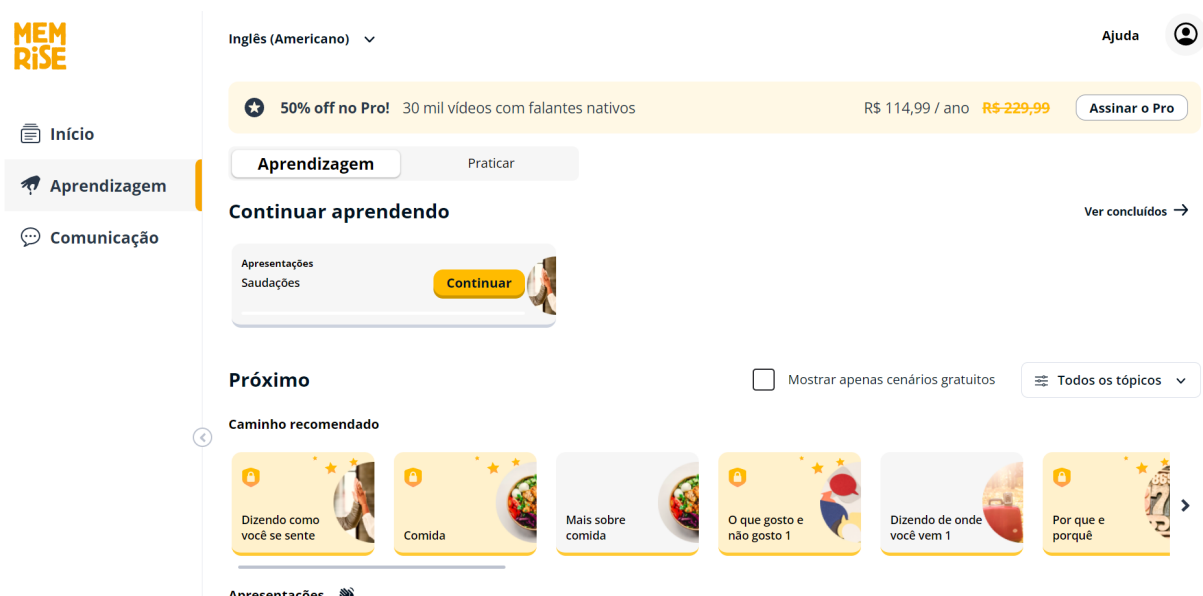 MEM
RiSE
Inglês (Americano)
Ajuda
50% off no Pro! 30 mil vídeos com falantes nativos
R$ 114,99 / ano R$ 229,99
Assinar o Pro
Início
Aprendizagem
Comunicação
Aprendizagem
Praticar
Continuar aprendendo
Ver concluídos
Apresentações
Saudações
Continuar
Próximo
Mostrar apenas cenários gratuitos
Todos os tópicos
Caminho recomendado
Dizendo como
você se sente
Comida
Mais sobre
comida
O que gosto e
não gosto 1
Dizendo de onde
você vem 1
Por que e
porquê
Apresentações